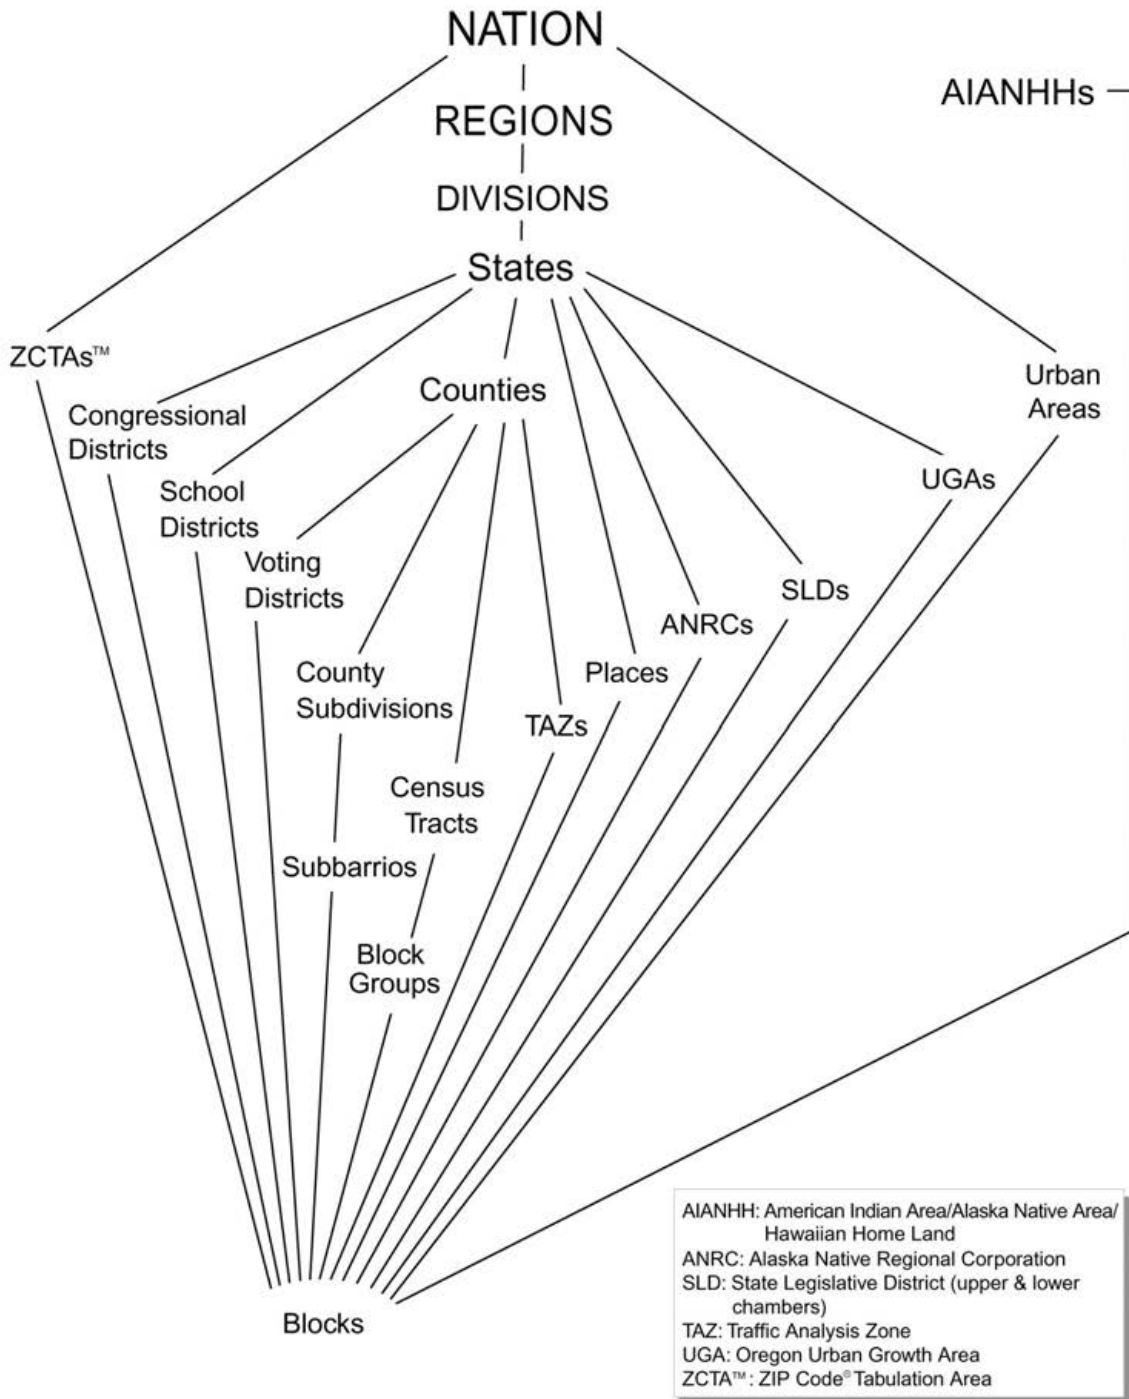 NATION
AIANHHs
REGIONS
DIVISIONS
States
ZCTAs™
Counties
Urban
Areas
Congressional
Districts
UGAs
School
Districts
Voting
Districts
SLDs
ANRCs
County
Subdivisions
Places
TAZs
Census
Tracts
Subbarrios
Block
Groups
Blocks
AIANHH: American Indian Area/Alaska Native Area/
Hawaiian Home Land
ANRC: Alaska Native Regional Corporation
SLD: State Legislative District (upper & lower
chambers)
TAZ: Traffic Analysis Zone
UGA: Oregon Urban Growth Area
ZCTA™: ZIP Code® Tabulation Area